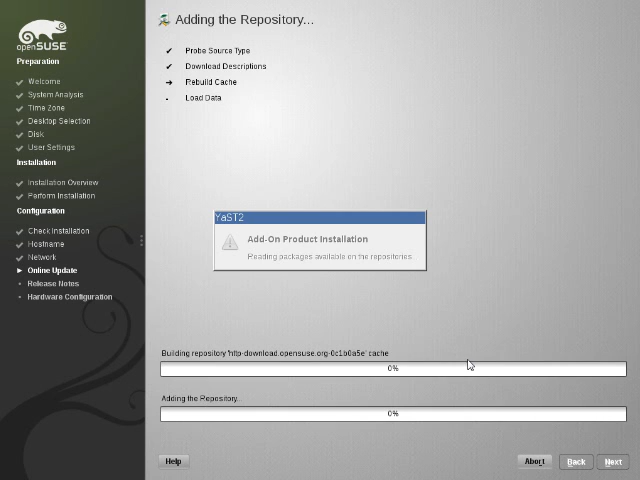 openSUSE
Preparation
Welcome
System Analysis
Time Zone
Desktop Selection
Disk
User Settings
Installation
Installation Overview
Perform Installation
Configuration
Check Installation
Hostname
Network
Online Update
Release Notes
Hardware Configuration
Adding the Repository...
Probe Source Type
Download Descriptions
Rebuild Cache
Load Data
YaST2
Add-On Product Installation
Reading packages available on the repositories
Building repository 'http-download.opensuse.org-0c1b0a5e' cache
0%
Adding the Repository...
0%
Help
Abort
Back
Next